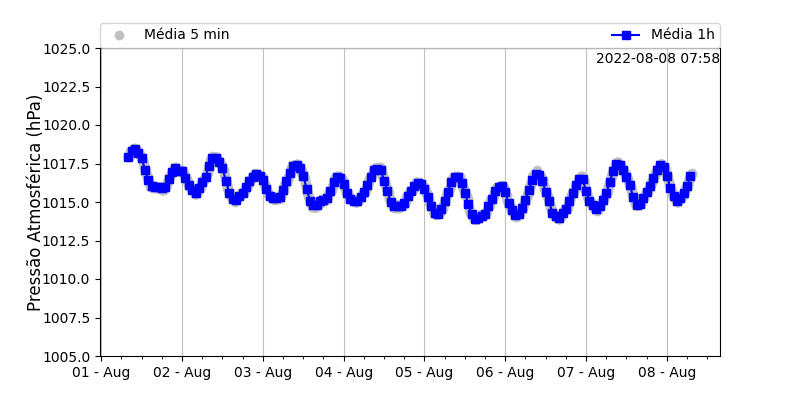 Média 5 min
Média 1h
2022-08-08 07:58
Pressão Atmosférica (hPa)
1025.0
1022.5
1020.0
1017.5
1015.0
1012.5
1010.0
1007.5
1005.0
01 - Aug
02 - Aug
03 - Aug
04 - Aug
05 - Aug
06 - Aug
07 - Aug
08 - Aug